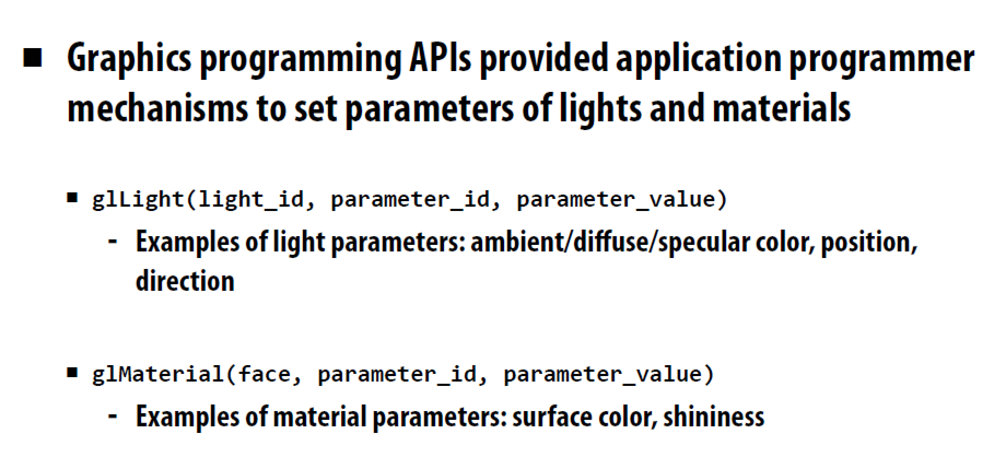 ■ Graphics programming APIs provided application programmer
mechanisms to set parameters of lights and materials
■ glLight(light_id, parameter_id, parameter_value)
- Examples of light parameters: ambient/diffuse/specular color, position,
direction
■ glMaterial(face, parameter_id, parameter_value)
- Examples of material parameters: surface color, shininess